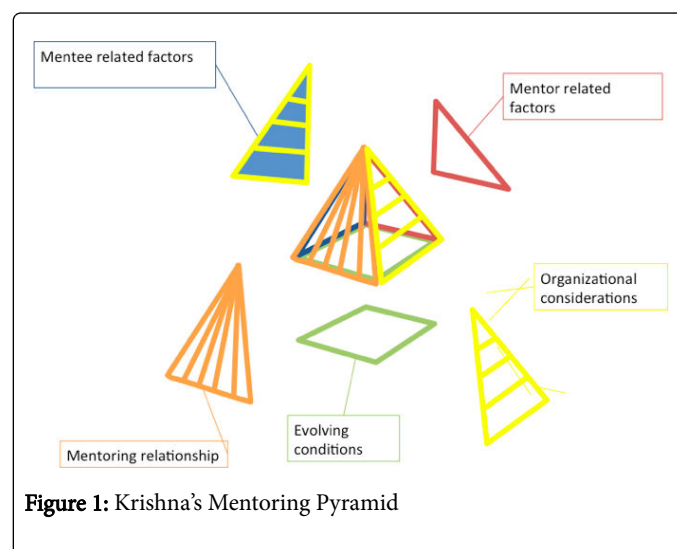 Mentee related factors
Mentor related
factors
Organizational
considerations
Evolving
conditions
Mentoring relationship
Figure 1: Krishna’s Mentoring Pyramid